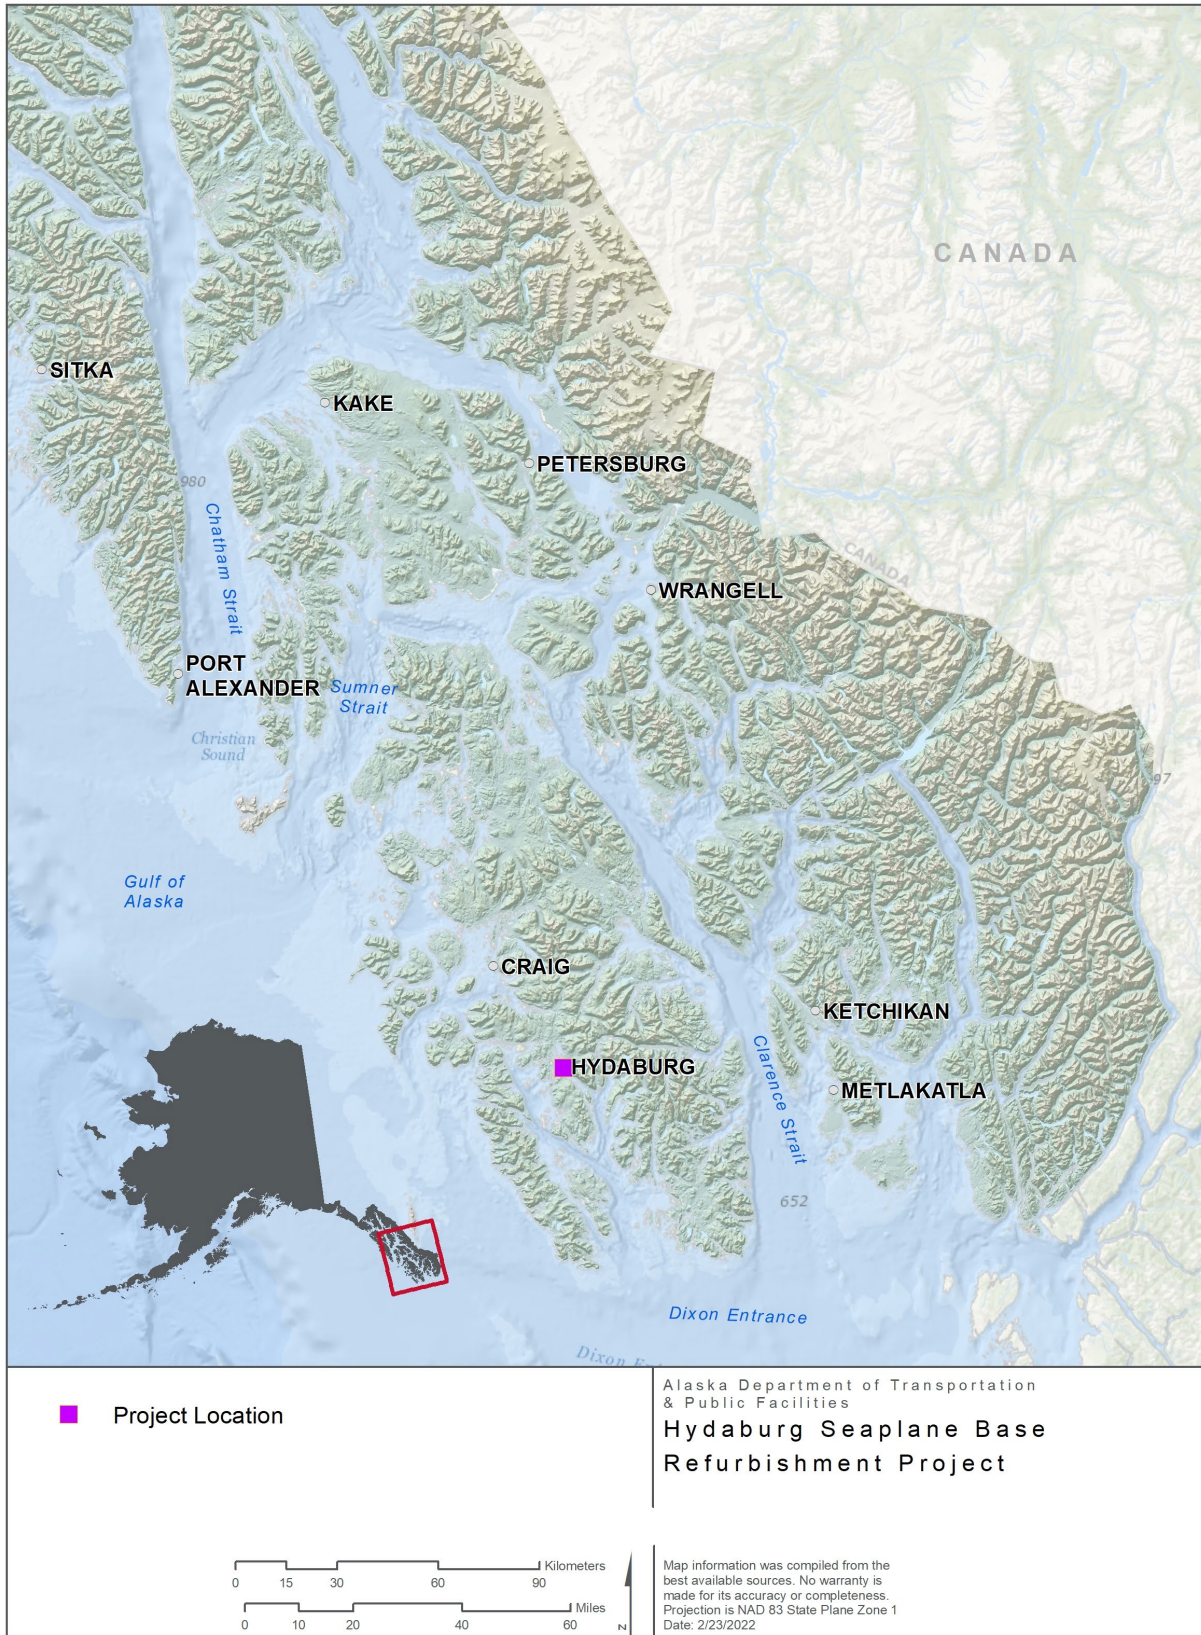 CANADA
SITKA
KAKE
PETERSBURG
980
Chatham Strait
CANADA
WRANGELL
PORT
ALEXANDER
Sumner
Strait
Christian
Sound
97
Gulf of
Alaska
CRAIG
KETCHIKAN
HYDABURG
Clarence Strait
METLAKATLA
652
Dixon Entrance
Dixon
Project Location
Alaska Department of Transportation
& Public Facilities
Hydaburg Seaplane Base
Refurbishment Project
Kilometers
0 15 30 60 90
Miles
0 10 20 40 60
N
Map information was compiled from the
best available sources. No warranty is
made for its accuracy or completeness.
Projection is NAD 83 State Plane Zone 1
Date: 2/23/2022